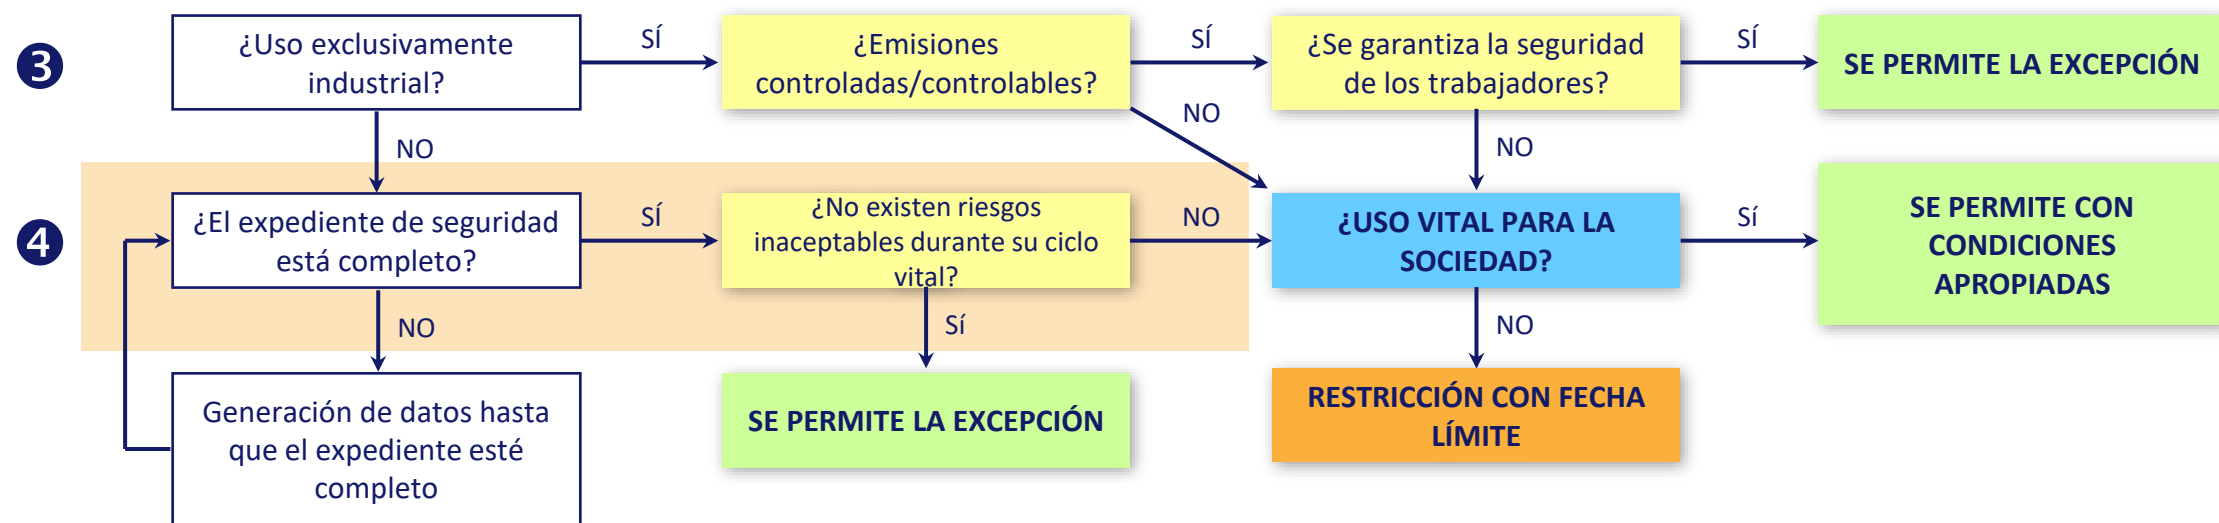 ❸
¿Uso exclusivamente
industrial?
SÍ
¿Emisiones
controladas/controlables?
SÍ
¿Se garantiza la seguridad
de los trabajadores?
SÍ
SE PERMITE LA EXCEPCIÓN
NO
NO
NO
❹
¿El expediente de seguridad
está completo?
SÍ
¿No existen riesgos
inaceptables durante su ciclo
vital?
NO
¿USO VITAL PARA LA
SOCIEDAD?
Sí
SE PERMITE CON
CONDICIONES
APROPIADAS
NO
Sí
NO
Generación de datos hasta
que el expediente esté
completo
SE PERMITE LA EXCEPCIÓN
RESTRICCIÓN CON FECHA
LÍMITE